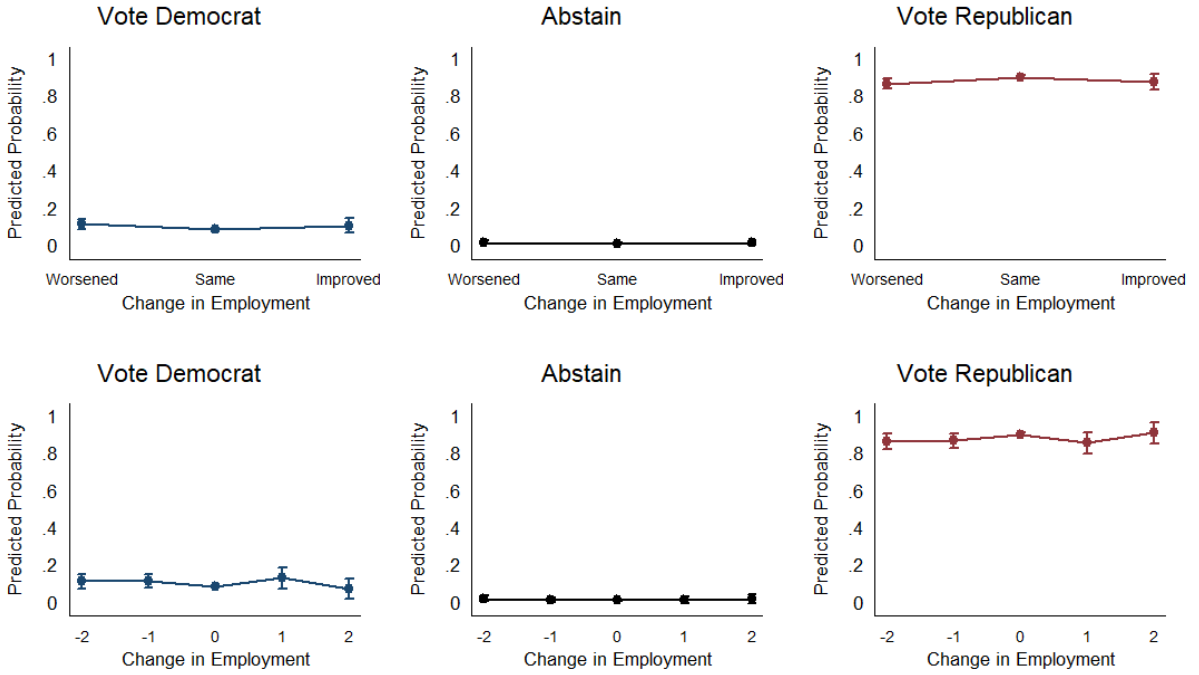 Vote Democrat
Predicted Probability
1
.8
.6
.4
.2
0
Worsened Same Improved
Change in Employment
Abstain
Predicted Probability
1
.8
.6
.4
.2
0
Worsened Same Improved
Change in Employment
Vote Republican
Predicted Probability
1
.8
.6
.4
.2
0
Worsened Same Improved
Change in Employment
Vote Democrat
Predicted Probability
1
.8
.6
.4
.2
0
-2 -1 0 1 2
Change in Employment
Abstain
Predicted Probability
1
.8
.6
.4
.2
0
-2 -1 0 1 2
Change in Employment
Vote Republican
Predicted Probability
1
.8
.6
.4
.2
0
-2 -1 0 1 2
Change in Employment